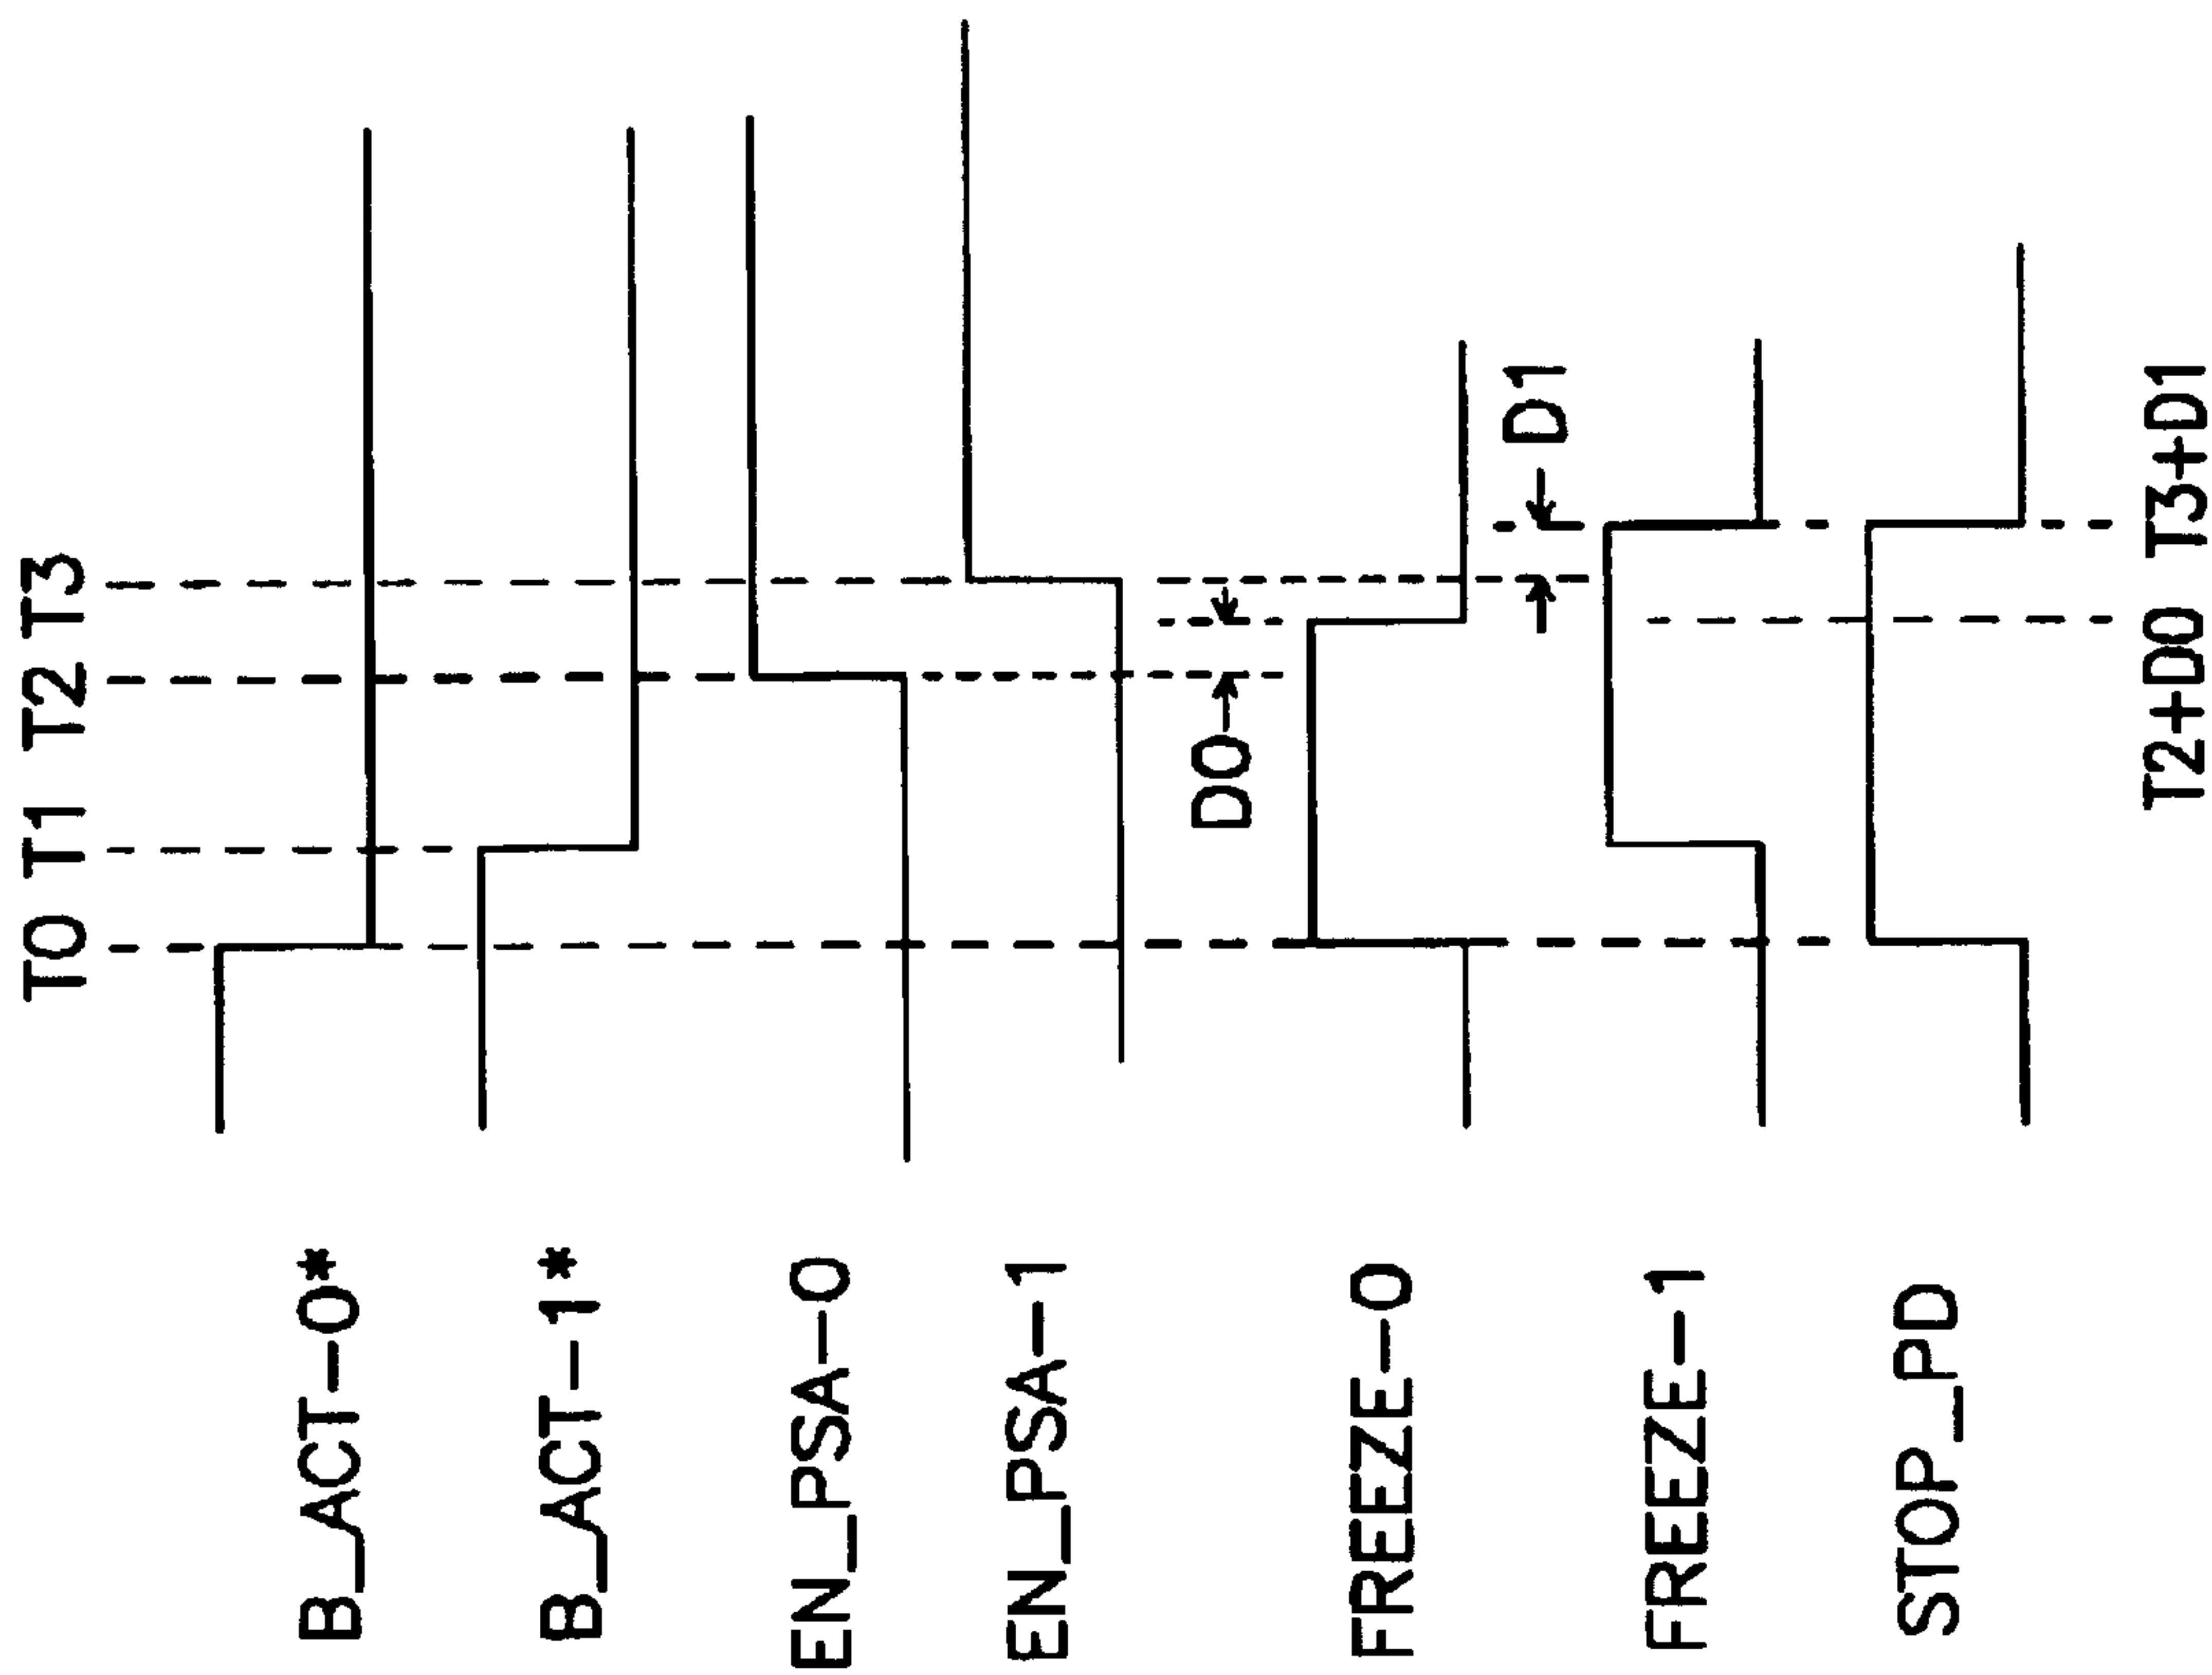 T0 T1 T2 T3
B_ACT-0*
B_ACT-1*
EN_PSA-0
EN_PSA-1
D0
FREEZE-0
D1
FREEZE-1
STOP_PD
T2+D0 T3+D1